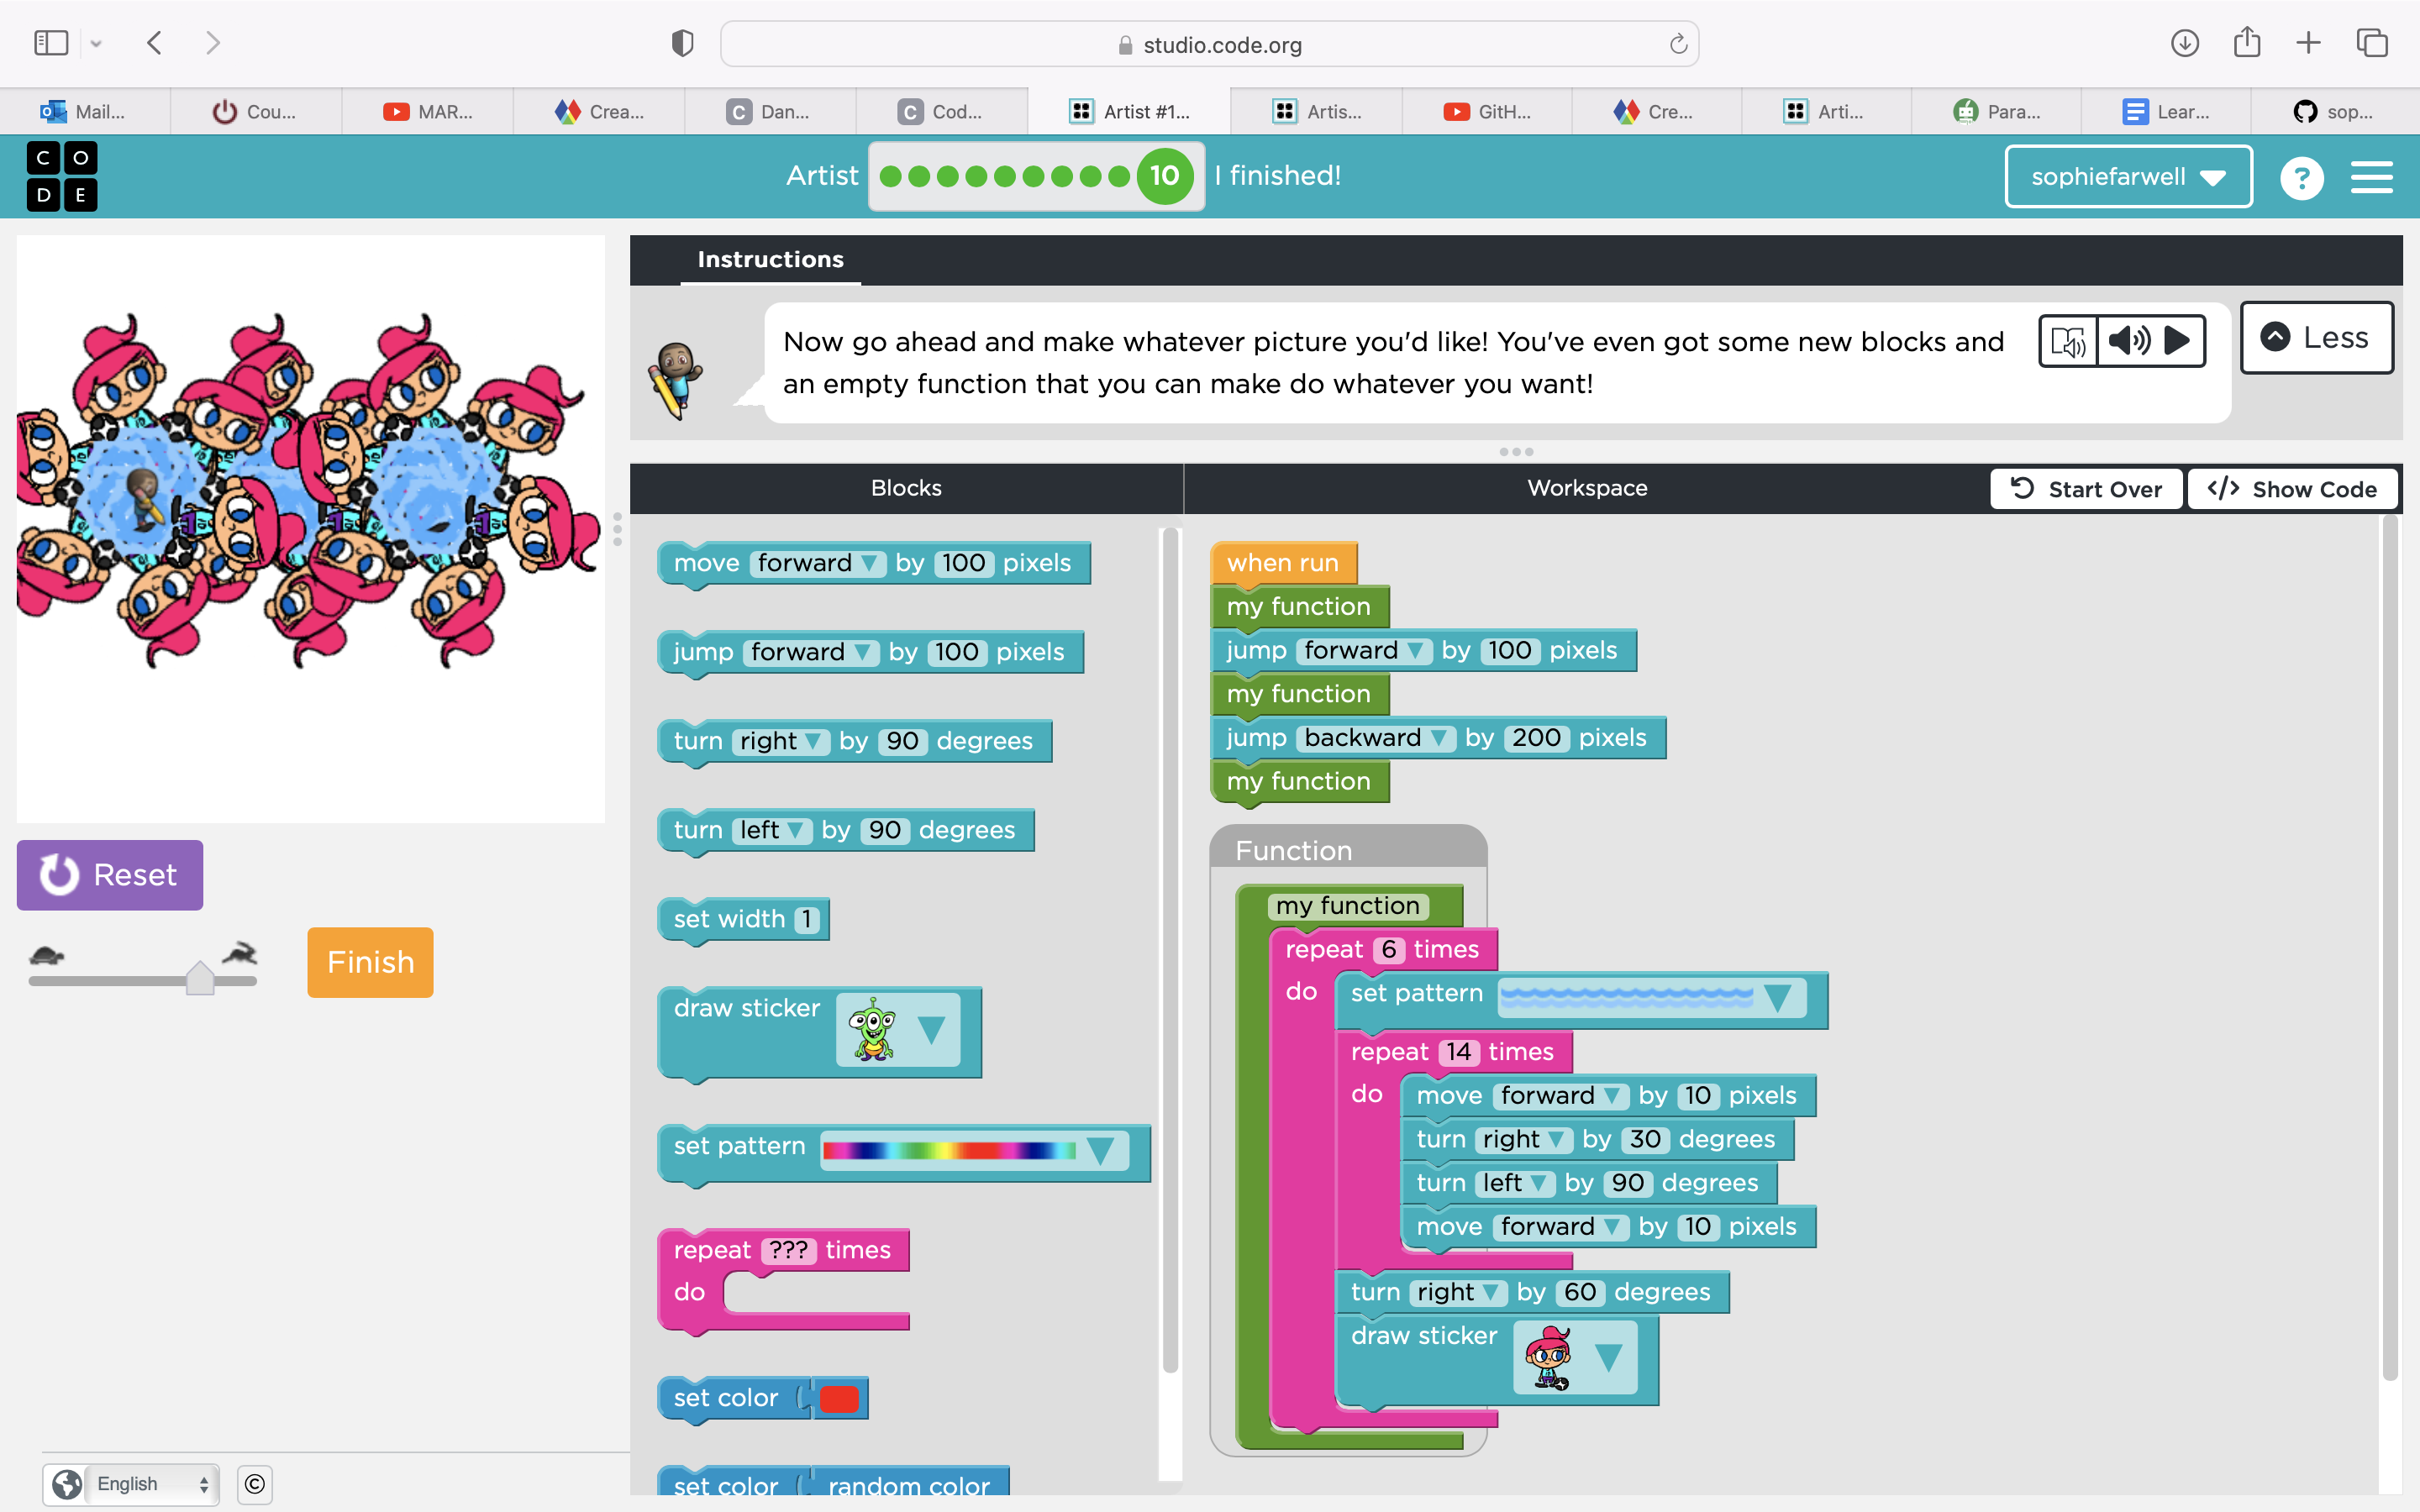 studio.code.org
Mail...
Cou...
MAR...
Crea...
C Dan...
C Cod...
Artist #1...
Artis...
GitH...
Cre...
Arti...
Para...
Lear...
sop...
C O
D E
Artist
10
I finished!
sophiefarwell
?
Instructions
Now go ahead and make whatever picture you'd like! You've even got some new blocks and
an empty function that you can make do whatever you want!
Less
Blocks
Workspace
Start Over
</> Show Code
move forward by 100 pixels
jump forward by 100 pixels
turn right by 90 degrees
turn left by 90 degrees
set width 1
draw sticker
set pattern
repeat ??? times
do
set color
set color random color
when run
my function
jump forward by 100 pixels
my function
jump backward by 200 pixels
my function
Function
my function
repeat 6 times
do set pattern
repeat 14 times
do move forward by 10 pixels
turn right by 30 degrees
turn left by 90 degrees
move forward by 10 pixels
turn right by 60 degrees
draw sticker
Reset
Finish
English
©